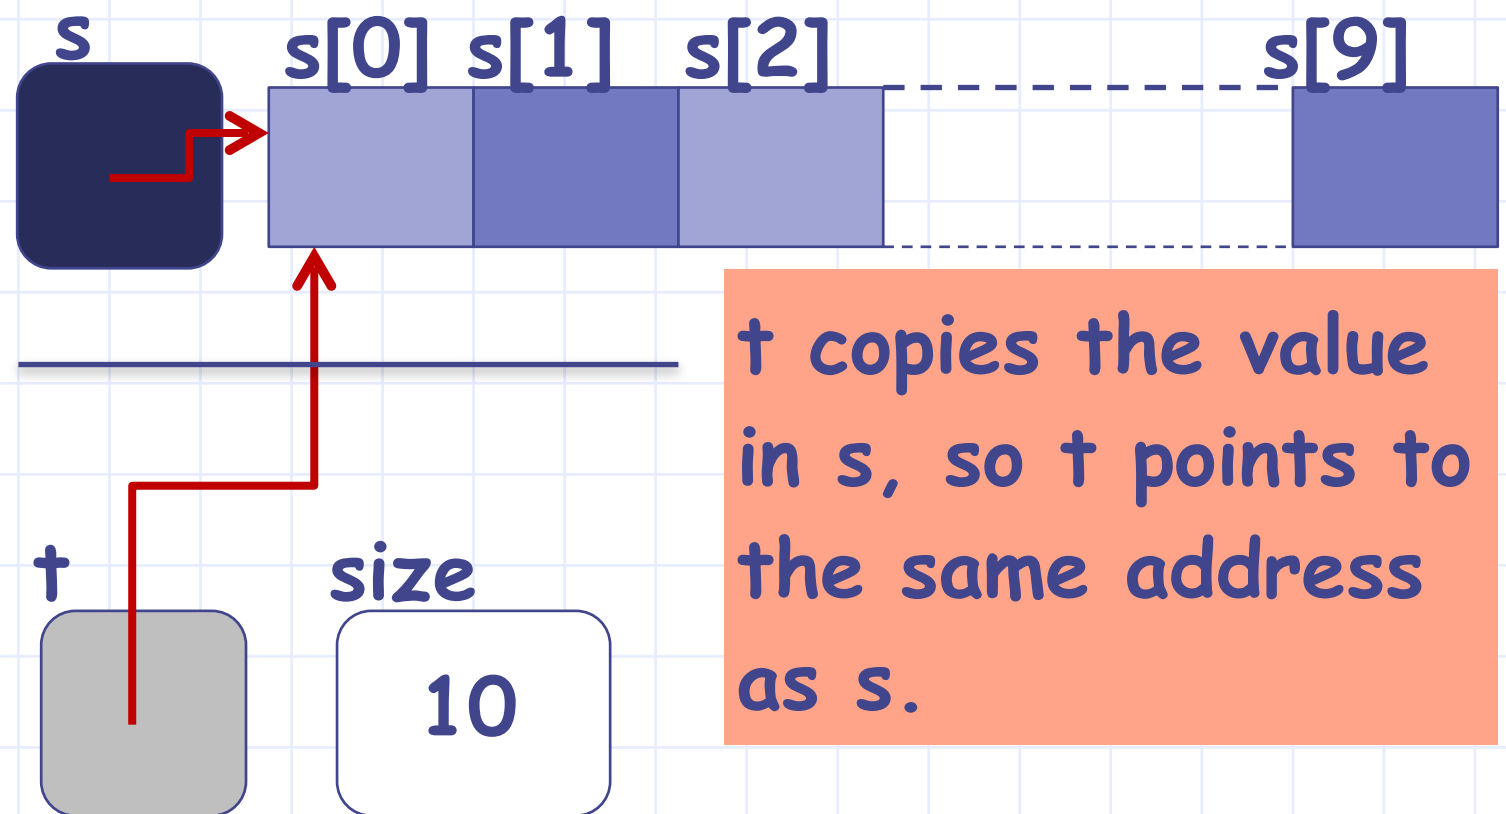 s s[0] s[1] s[2] s[9]
t copies the value
in s, so t points to
the same address
as s.
t size
10